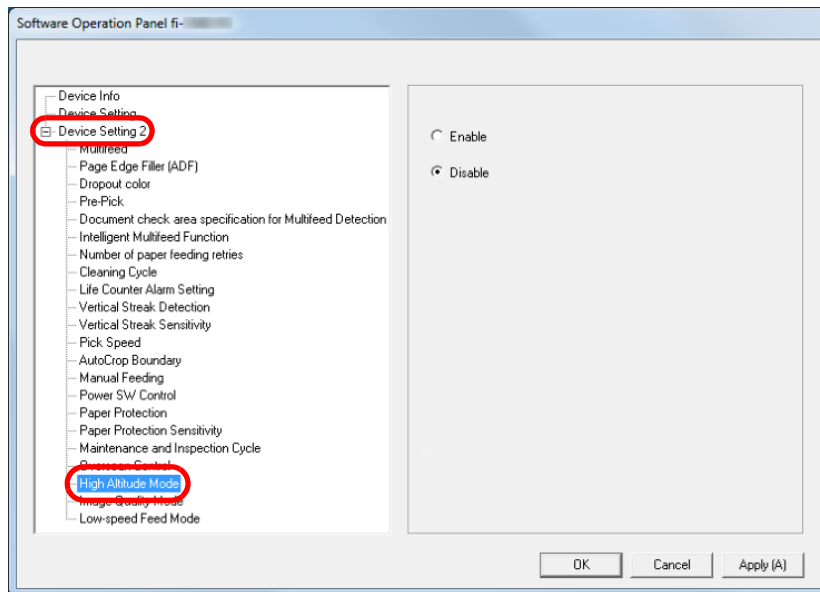 Software Operation Panel fi-
Device Info
Device Setting
Device Setting 2
Multifeed
Page Edge Filler (ADF)
Dropout color
Pre-Pick
Document check area specification for Multifeed Detection
Intelligent Multifeed Function
Number of paper feeding retries
Cleaning Cycle
Life Counter Alarm Setting
Vertical Streak Detection
Vertical Streak Sensitivity
Pick Speed
AutoCrop Boundary
Manual Feeding
Power SW Control
Paper Protection
Paper Protection Sensitivity
Maintenance and Inspection Cycle
Overscan Control
High Altitude Mode
Image Quality Mode
Low-speed Feed Mode
Enable
Disable
OK
Cancel
Apply (A)